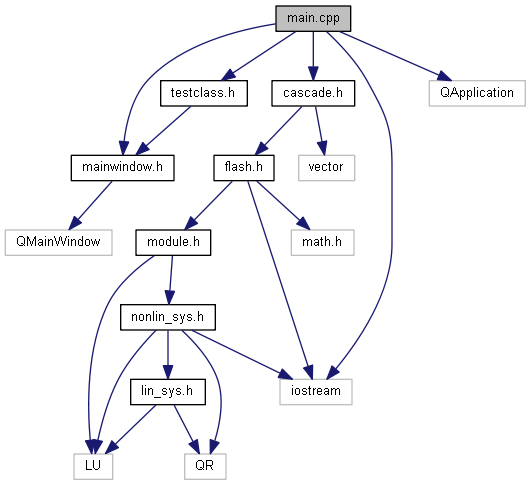 main.cpp
testclass.h
cascade.h
QApplication
mainwindow.h
flash.h
vector
QMainWindow
module.h
math.h
nonlin_sys.h
lin_sys.h
iostream
LU
QR